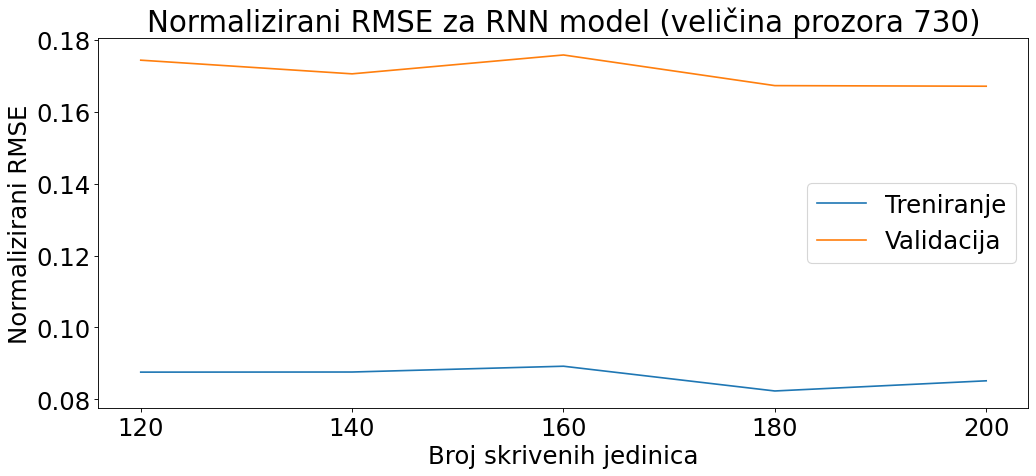 Normalizirani RMSE za RNN model (veličina prozora 730)
Normalizirani RMSE
0.18
0.16
0.14
0.12
0.10
0.08
Treniranje
Validacija
120 140 160 180 200
Broj skrivenih jedinica